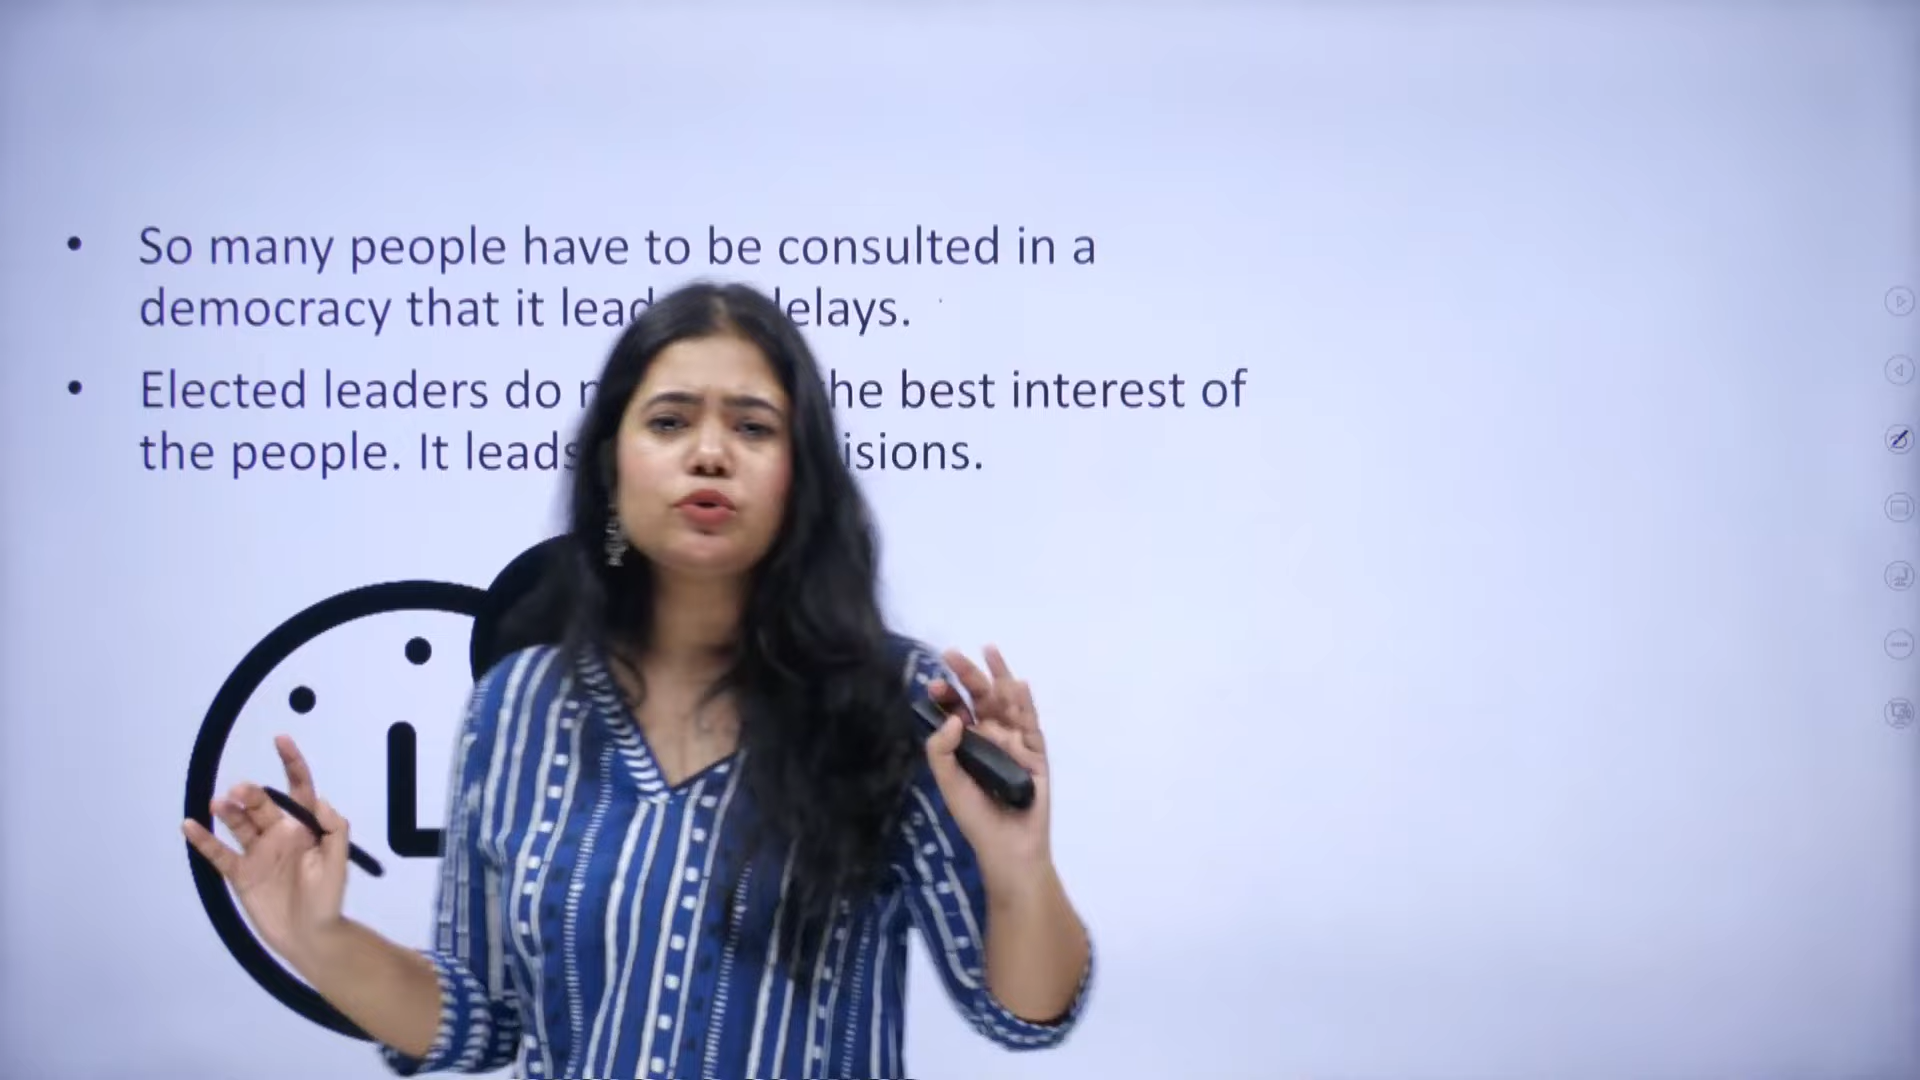 • So many people have to be consulted in a
democracy that it elays.
• Elected leaders do he best interest of
the people. It leads isions.